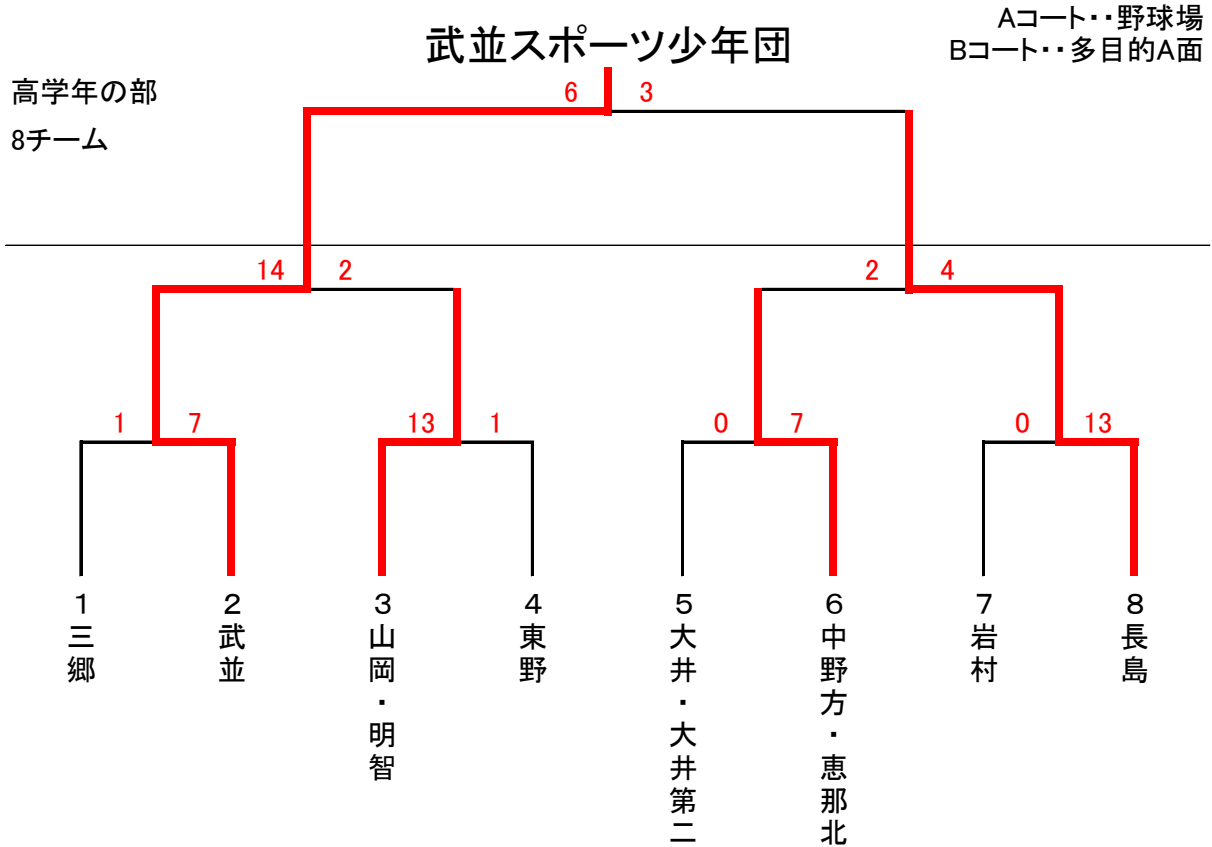 武並スポーツ少年団
Aコート・・野球場
Bコート・・多目的A面
高学年の部
8チーム
6 3
14 2
2 4
1 7
13 1
0 7
0 13
1 三郷
2 武並
3 山岡・明智
4 東野
5 大井・大井第二
6 中野方・恵那北
7 岩村
8 長島